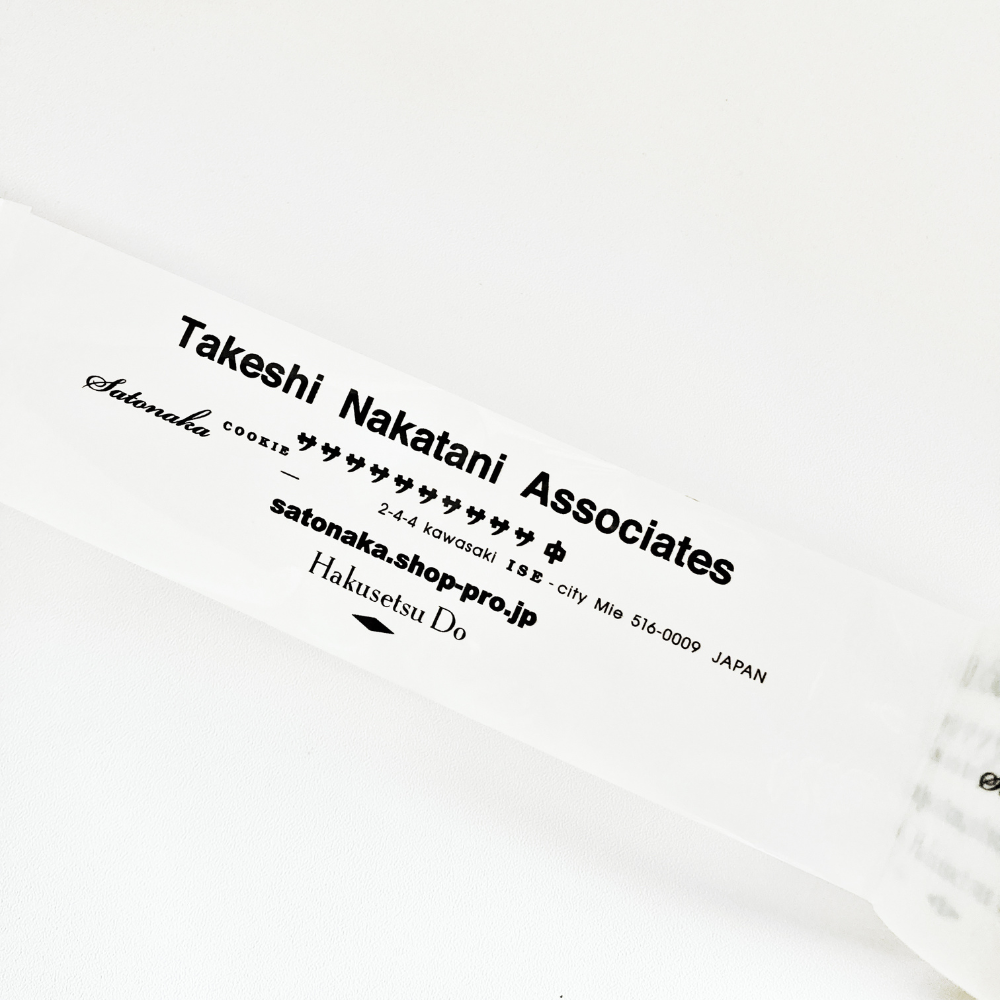 Takeshi Nakatani Associates
Satonaka COOKIE ササササササササササ 中
— 2-4-4 kawasaki ISE-city Mie 516-0009 JAPAN
satonaka.shop-pro.jp
Hakusetsu Do